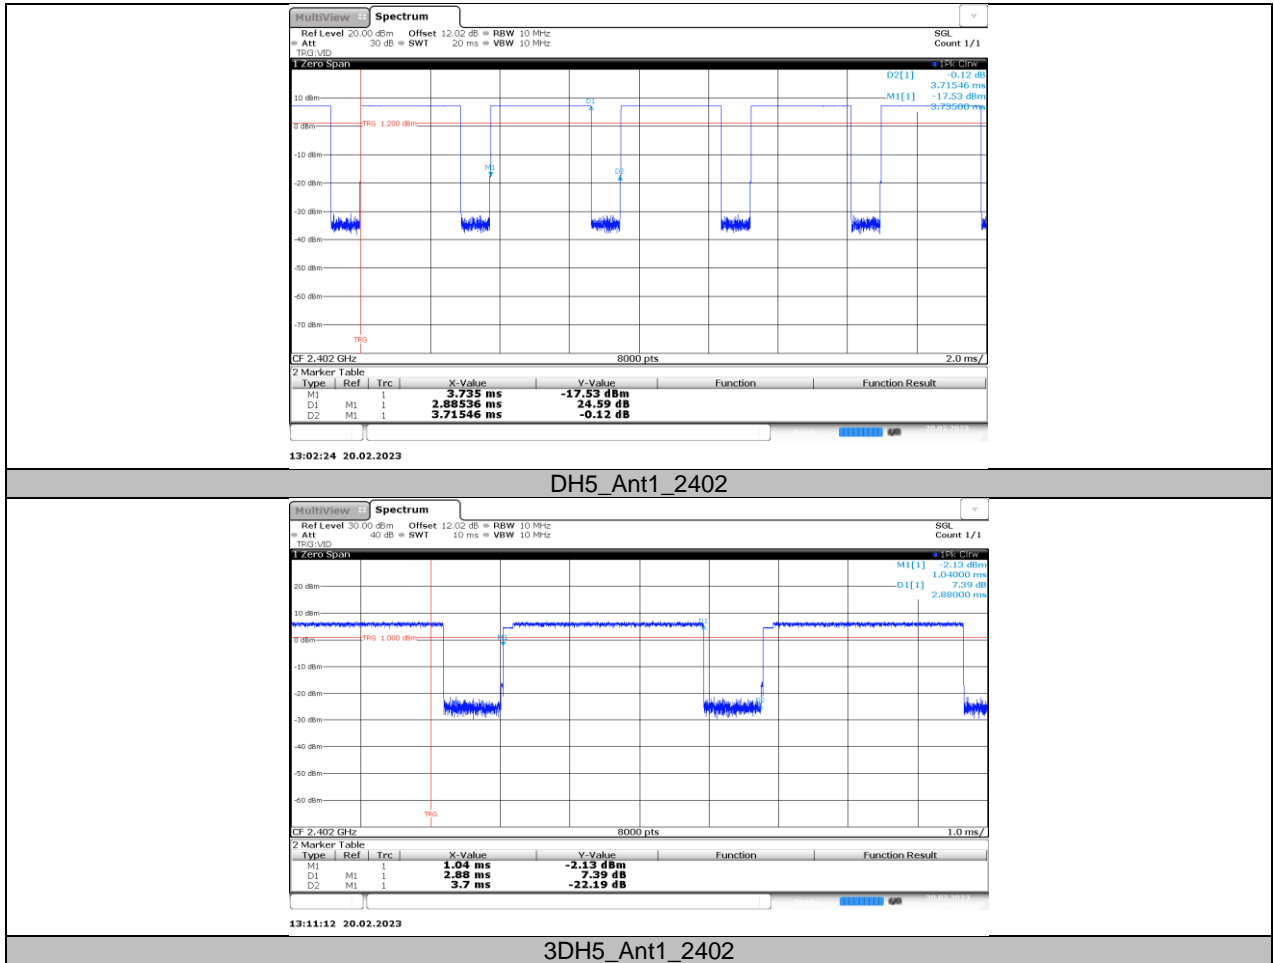 MultiView Spectrum
Ref Level 20.00 dBm Offset 12.02 dB RBW 10 MHz SGL
Att 30 dB SWT 20 ms VBW 10 MHz Count 1/1
TRG:VID
1 Zero Span 1Pk Clrw
D2[1] -0.12 dB
3.71546 ms
10 dBm D1 M1[1] -17.53 dBm
3.73500 ms
0 dBm TRG 1.200 dBm
-10 dBm
M1 D2
-20 dBm
-30 dBm
-40 dBm
-50 dBm
-60 dBm
-70 dBm
TRG
CF 2.402 GHz 8000 pts 2.0 ms/
2 Marker Table
Type Ref Trc X-Value Y-Value Function Function Result
M1 1 3.735 ms -17.53 dBm
D1 M1 1 2.88536 ms 24.59 dB
D2 M1 1 3.71546 ms -0.12 dB
20.02.2023
13:02:24 20.02.2023
DH5_Ant1_2402
MultiView Spectrum
Ref Level 30.00 dBm Offset 12.02 dB RBW 10 MHz SGL
Att 40 dB SWT 10 ms VBW 10 MHz Count 1/1
TRG:VID
1 Zero Span 1Pk Clrw
M1[1] -2.13 dBm
1.04000 ms
20 dBm D1[1] 7.39 dB
2.88000 ms
10 dBm
D1
0 dBm TRG 1.000 dBm M1
-10 dBm
-20 dBm
-30 dBm
-40 dBm
-50 dBm
-60 dBm
TRG
CF 2.402 GHz 8000 pts 1.0 ms/
2 Marker Table
Type Ref Trc X-Value Y-Value Function Function Result
M1 1 1.04 ms -2.13 dBm
D1 M1 1 2.88 ms 7.39 dB
D2 M1 1 3.7 ms -22.19 dB
20.02.2023
13:11:12 20.02.2023
3DH5_Ant1_2402